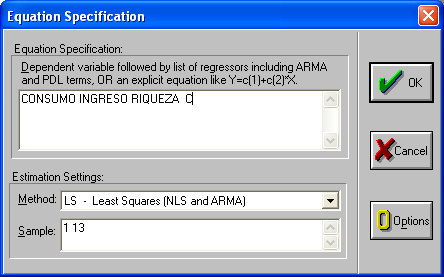 Equation Specification
Equation Specification:
Dependent variable followed by list of regressors including ARMA
and PDL terms, OR an explicit equation like Y=c(1)+c(2)*X.
CONSUMO INGRESO RIQUEZA C
OK
Cancel
Estimation Settings:
Method: LS - Least Squares (NLS and ARMA)
Sample: 1 13
Options